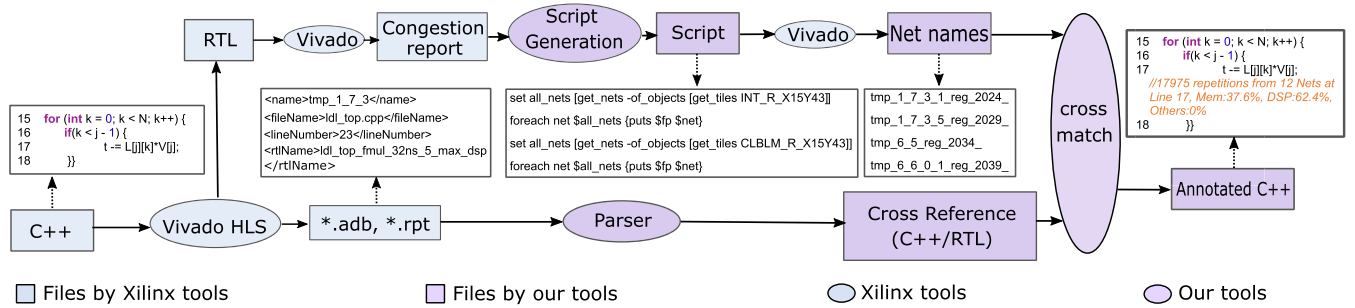 RTL
Vivado
Congestion
report
Script
Generation
Script
Vivado
Net names
15 for (int k = 0; k < N; k++) {
16 if(k < j - 1) {
17 t -= L[j][k]*V[j];
18 }}
<name>tmp_1_7_3</name>
<fileName>ldl_top.cpp</fileName>
<lineNumber>23</lineNumber>
<rtlName>ldl_top_fmul_32ns_5_max_dsp
</rtlName>
set all_nets [get_nets -of_objects [get_tiles INT_R_X15Y43]]
foreach net $all_nets {puts $fp $net}
set all_nets [get_nets -of_objects [get_tiles CLBLM_R_X15Y43]]
foreach net $all_nets {puts $fp $net}
tmp_1_7_3_1_reg_2024_
tmp_1_7_3_5_reg_2029_
tmp_6_5_reg_2034_
tmp_6_6_0_1_reg_2039_
cross
match
15 for (int k = 0; k < N; k++) {
16 if(k < j - 1) {
17 t -= L[j][k]*V[j];
//17975 repetitions from 12 Nets at
Line 17, Mem:37.6%, DSP:62.4%,
Others:0%
18 }}
C++
Vivado HLS
*.adb, *.rpt
Parser
Cross Reference
(C++/RTL)
Annotated C++
Files by Xilinx tools
Files by our tools
Xilinx tools
Our tools